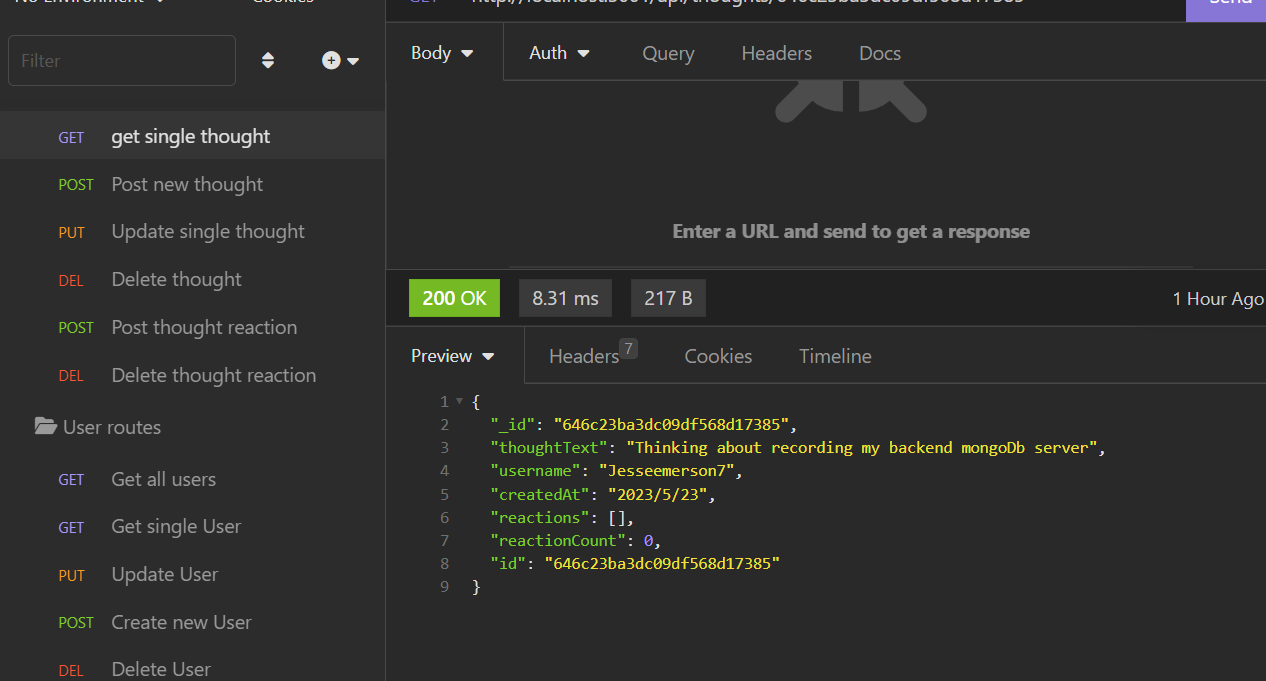 Filter
GET get single thought
POST Post new thought
PUT Update single thought
DEL Delete thought
POST Post thought reaction
DEL Delete thought reaction
User routes
GET Get all users
GET Get single User
PUT Update User
POST Create new User
DEL Delete User
Body Auth Query Headers Docs
Enter a URL and send to get a response
200 OK 8.31 ms 217 B 1 Hour Ago
Preview Headers 7 Cookies Timeline
1 {
2 "_id": "646c23ba3dc09df568d17385",
3 "thoughtText": "Thinking about recording my backend mongoDb server",
4 "username": "Jesseemerson7",
5 "createdAt": "2023/5/23",
6 "reactions": [],
7 "reactionCount": 0,
8 "id": "646c23ba3dc09df568d17385"
9 }